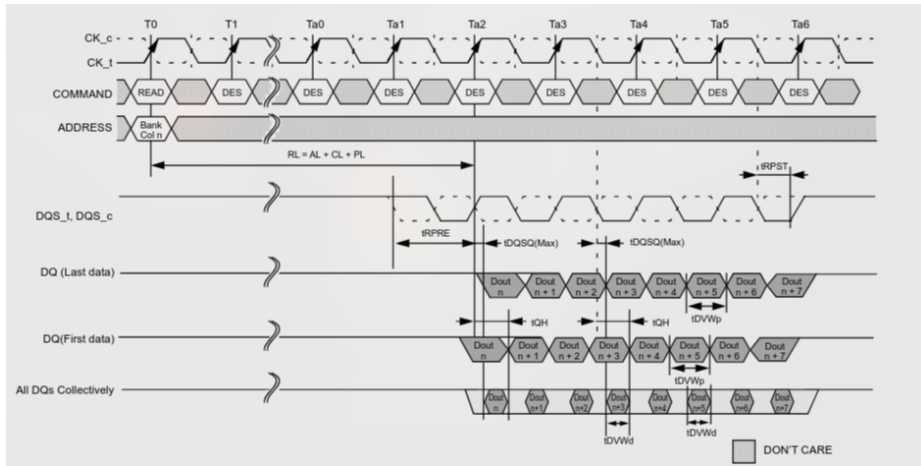 T0 T1 Ta0 Ta1 Ta2 Ta3 Ta4 Ta5 Ta6
CK_c
CK_t
COMMAND READ DES DES DES DES DES DES DES DES
ADDRESS Bank
Col n
RL = AL + CL + PL
tRPST
DQS_t, DQS_c
tRPRE
tDQSQ(Max) tDQSQ(Max)
DQ (Last data) Dout Dout Dout Dout Dout Dout Dout Dout
n n + 1 n + 2 n + 3 n + 4 n + 5 n + 6 n + 7
tDVWp
tQH tQH
DQ(First data) Dout Dout Dout Dout Dout Dout Dout Dout
n n + 1 n + 2 n + 3 n + 4 n + 5 n + 6 n + 7
tDVWp
All DQs Collectively Dout Dout Dout Dout Dout Dout Dout Dout
n n+1 n+2 n+3 n+4 n+5 n+6 n+7
tDVWd tDVWd
DON'T CARE